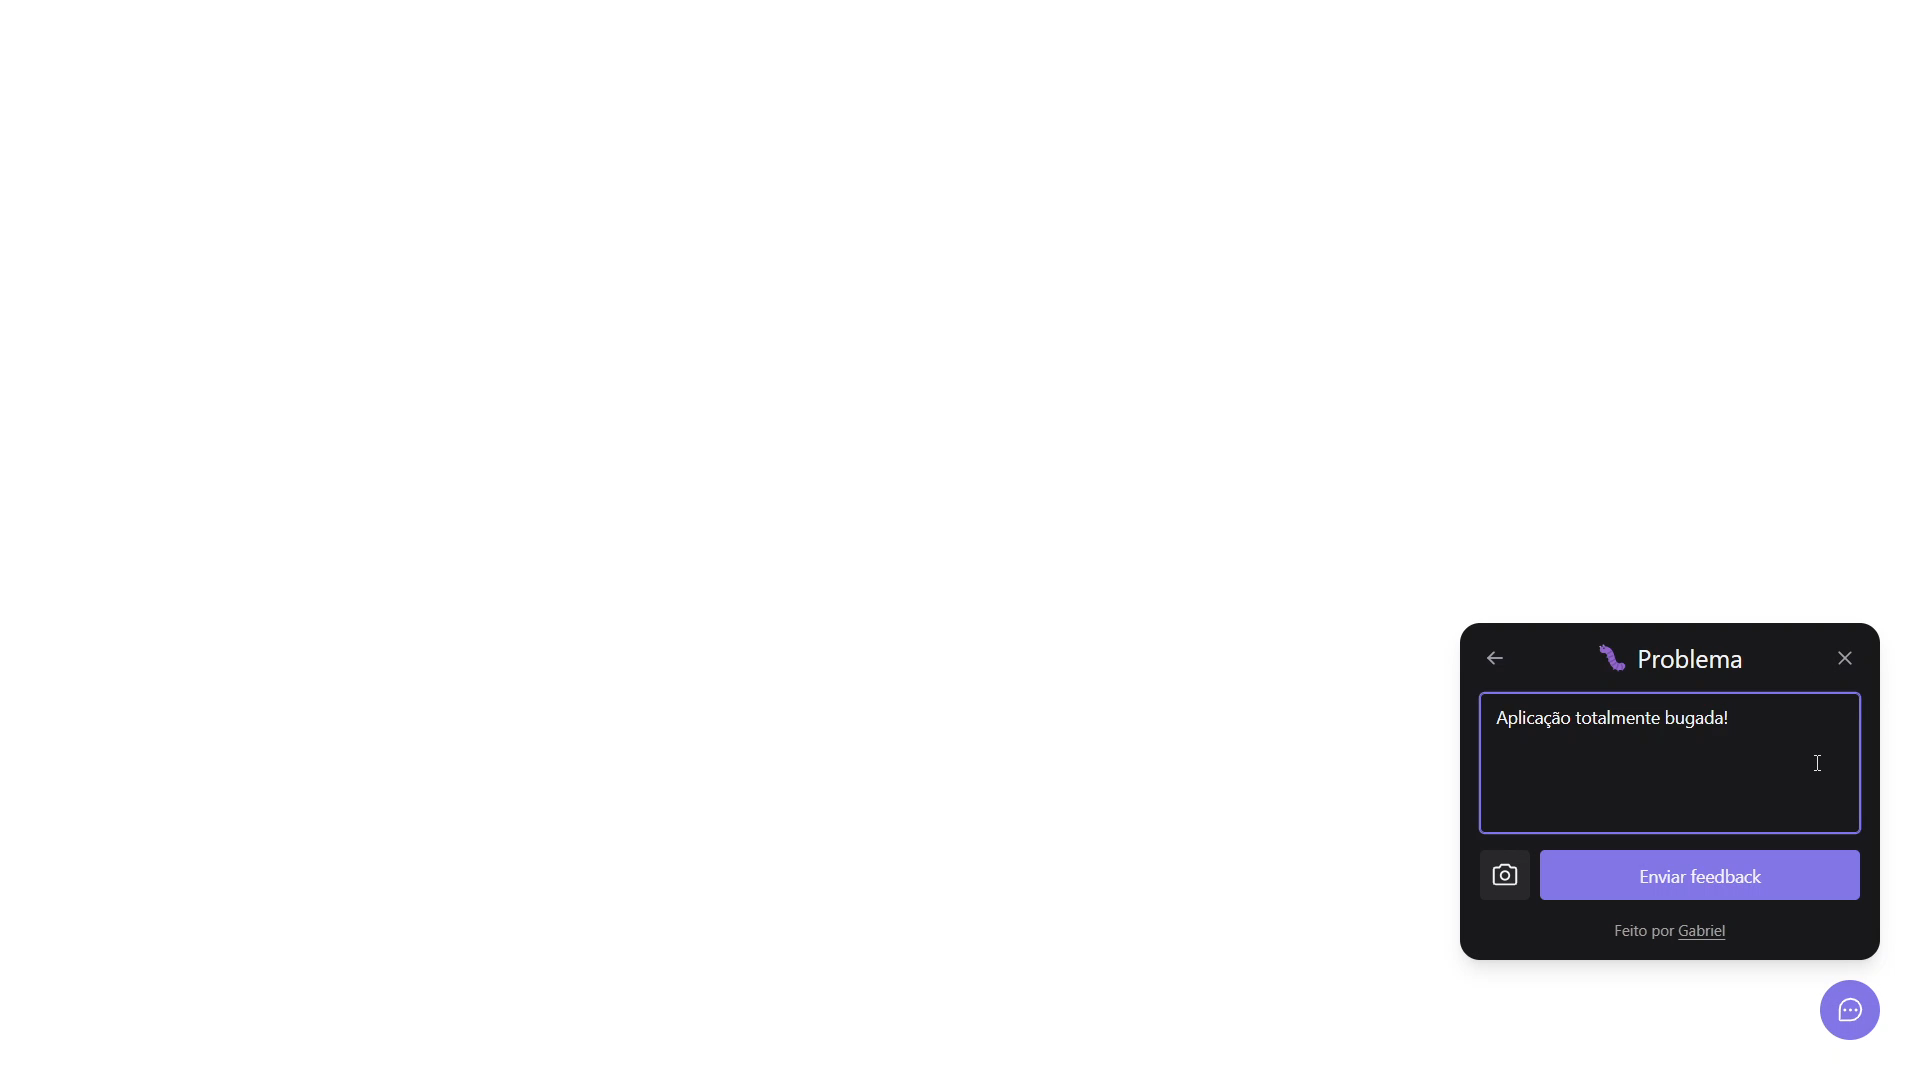 Problema
Aplicação totalmente bugada!
Enviar feedback
Feito por Gabriel